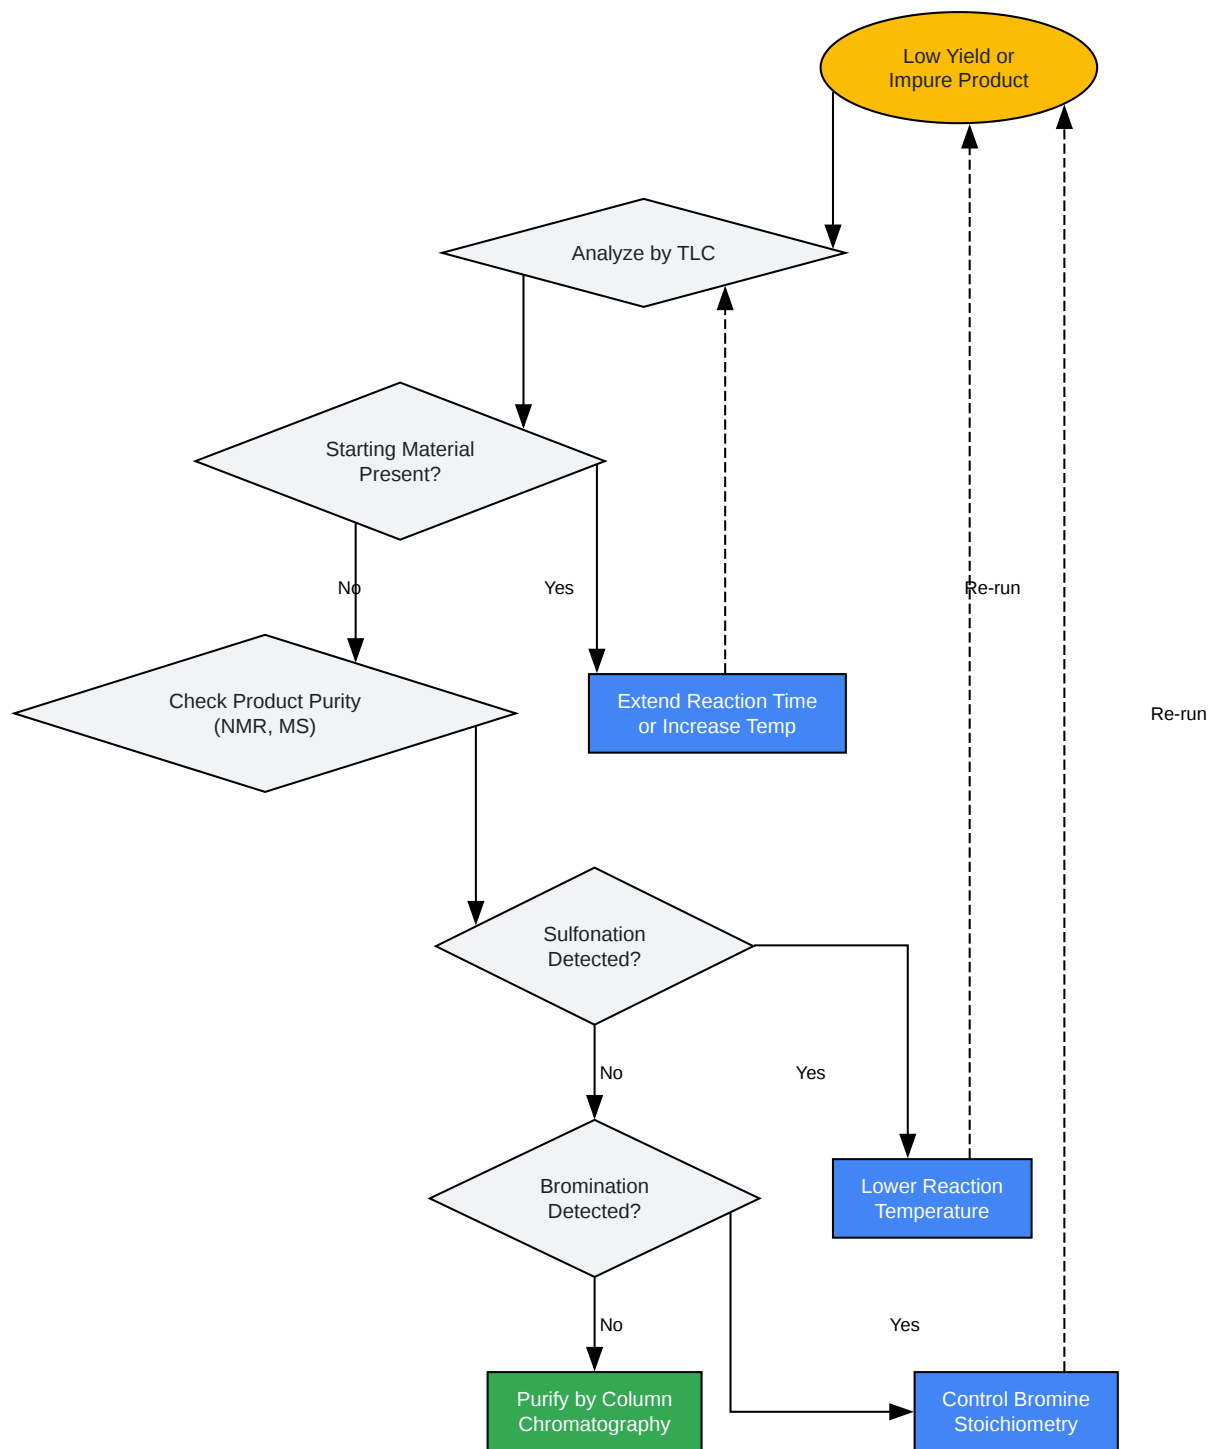 Low Yield or
Impure Product
Analyze by TLC
Starting Material
Present?
No
Yes
Re-run
Check Product Purity
(NMR, MS)
Extend Reaction Time
or Increase Temp
Re-run
Sulfonation
Detected?
No
Yes
Bromination
Detected?
Lower Reaction
Temperature
No
Yes
Purify by Column
Chromatography
Control Bromine
Stoichiometry